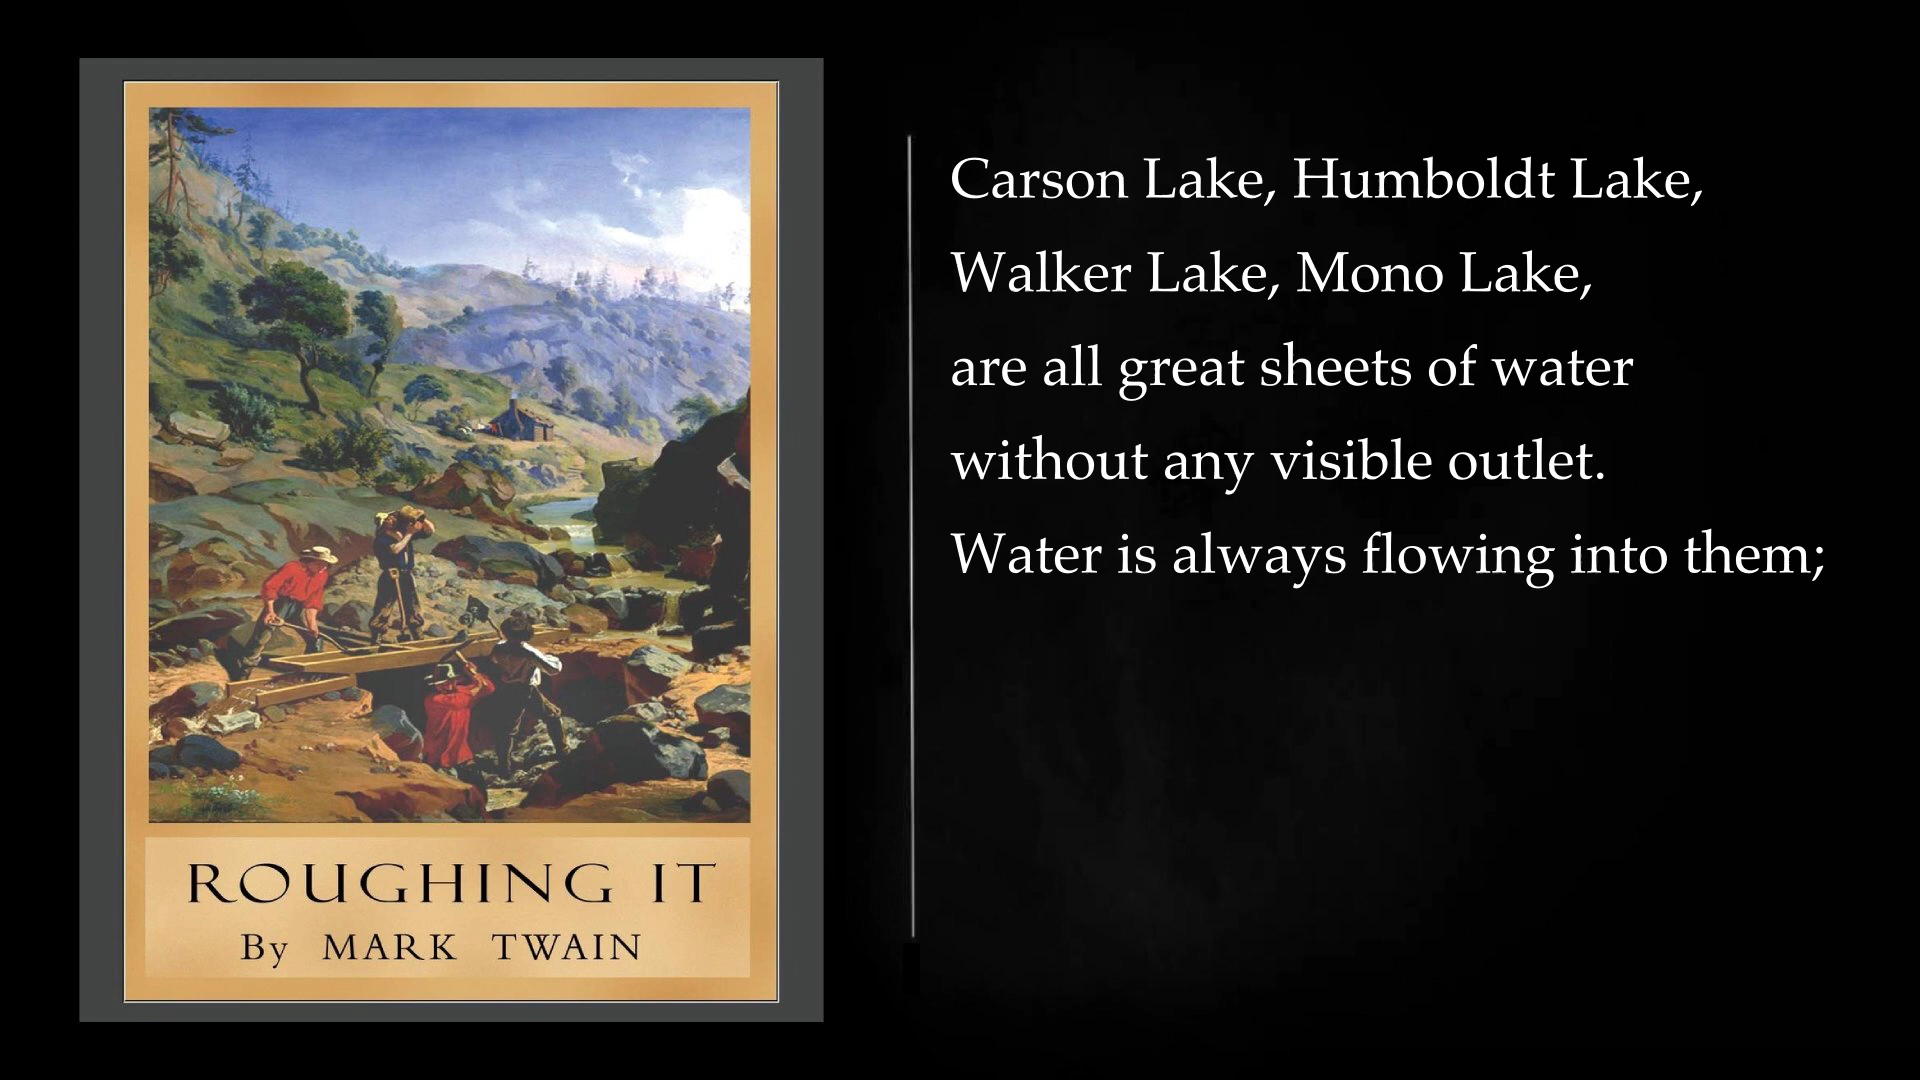 ROUGHING IT
By MARK TWAIN
Carson Lake, Humboldt Lake,
Walker Lake, Mono Lake,
are all great sheets of water
without any visible outlet.
Water is always flowing into them;